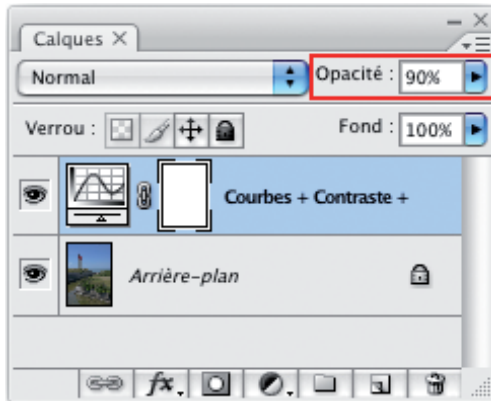 Calques
Normal Opacité : 90%
Verrou : Fond : 100%
Courbes + Contraste +
Arrière-plan
fx.